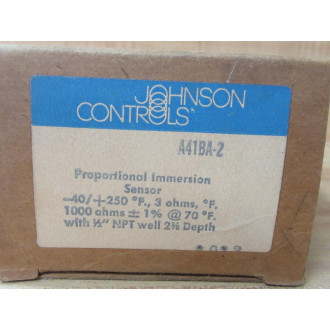 JOHNSON
CONTROLS
A41BA-2
Proportional Immersion
Sensor
-40/+250 °F., 3 ohms, °F.
1000 ohms ± 1% @ 70 °F.
with ½" NPT well 2⅜ Depth